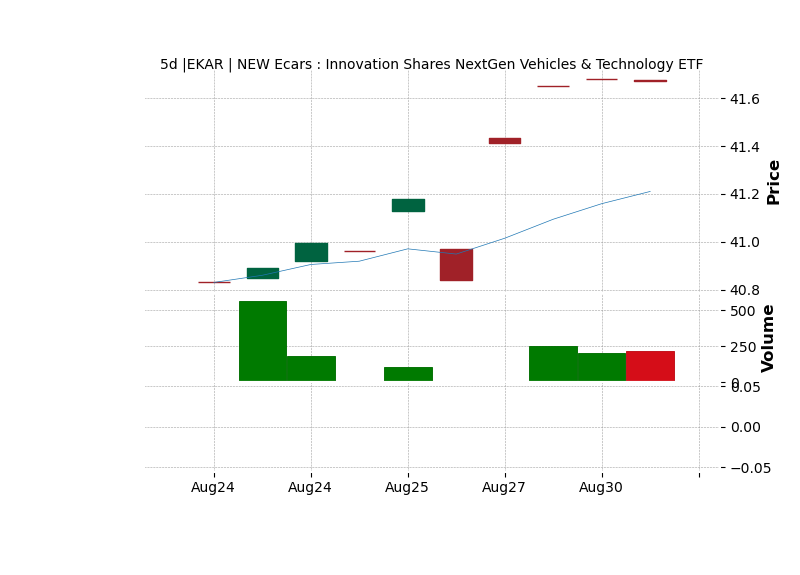 5d |EKAR | NEW Ecars : Innovation Shares NextGen Vehicles & Technology ETF
41.6
41.4
41.2
41.0
40.8
Price
500
250
0
Volume
0.05
0.00
−0.05
Aug24 Aug24 Aug25 Aug27 Aug30